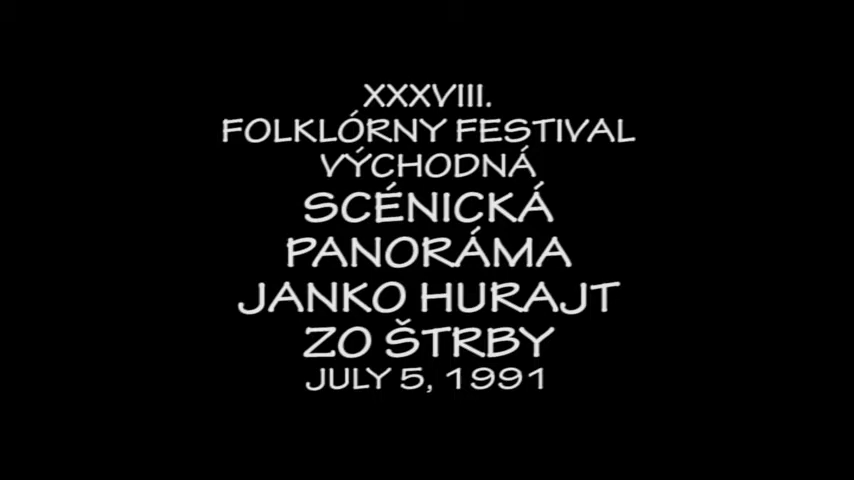 XXXVIII.
FOLKLÓRNY FESTIVAL
VÝCHODNÁ
SCÉNICKÁ
PANORÁMA
JANKO HURAJT
ZO ŠTRBY
JULY 5, 1991